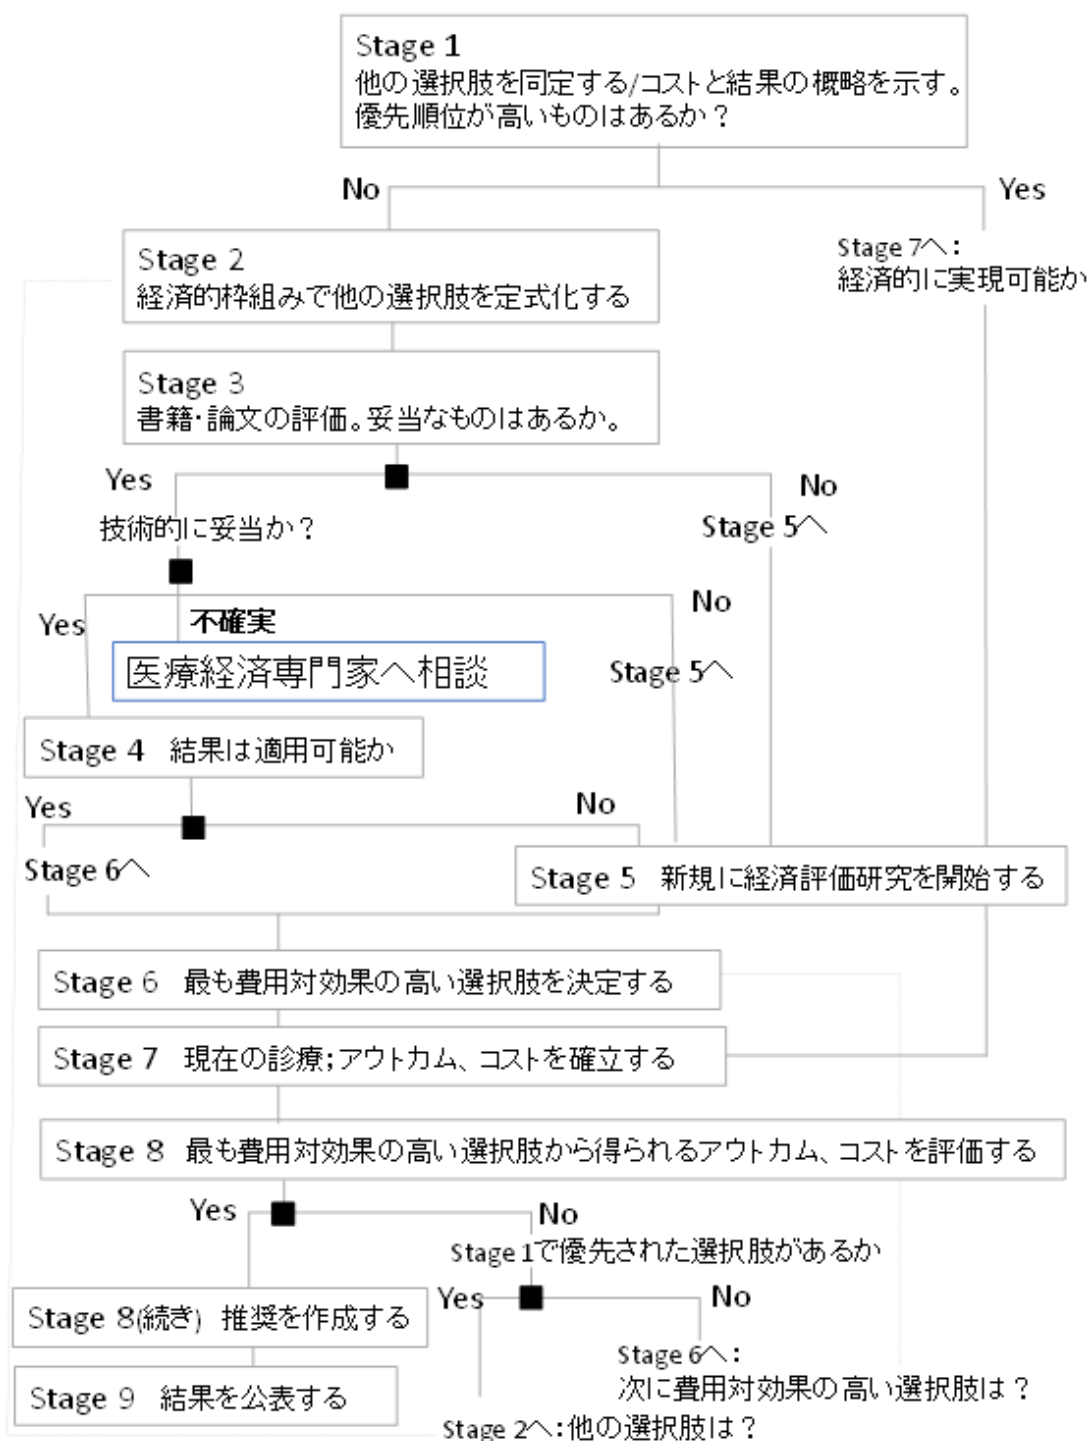 Stage 1
他の選択肢を同定する/コストと結果の概略を示す。
優先順位が高いものはあるか？
No
Yes
Stage 7へ：
経済的に実現可能か
Stage 2
経済的枠組みで他の選択肢を定式化する
Stage 3
書籍・論文の評価。妥当なものはあるか。
Yes
No
技術的に妥当か？
Stage 5へ
Yes
不確実
No
医療経済専門家へ相談
Stage 5へ
Stage 4 結果は適用可能か
Yes
No
Stage 6へ
Stage 5 新規に経済評価研究を開始する
Stage 6 最も費用対効果の高い選択肢を決定する
Stage 7 現在の診療；アウトカム、コストを確立する
Stage 8 最も費用対効果の高い選択肢から得られるアウトカム、コストを評価する
Yes
No
Stage 1で優先された選択肢があるか
Yes
No
Stage 8(続き) 推奨を作成する
Stage 6へ：
次に費用対効果の高い選択肢は？
Stage 9 結果を公表する
Stage 2へ：他の選択肢は？